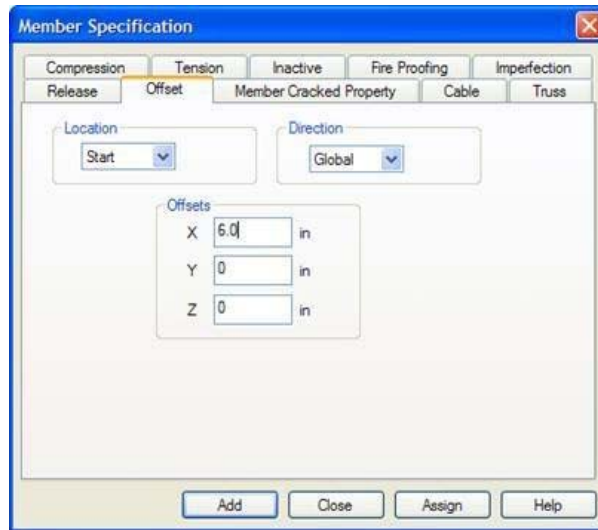 Member Specification
Compression Tension Inactive Fire Proofing Imperfection
Release Offset Member Cracked Property Cable Truss
Location Direction
Start Global
Offsets
X 6.0 in
Y 0 in
Z 0 in
Add Close Assign Help